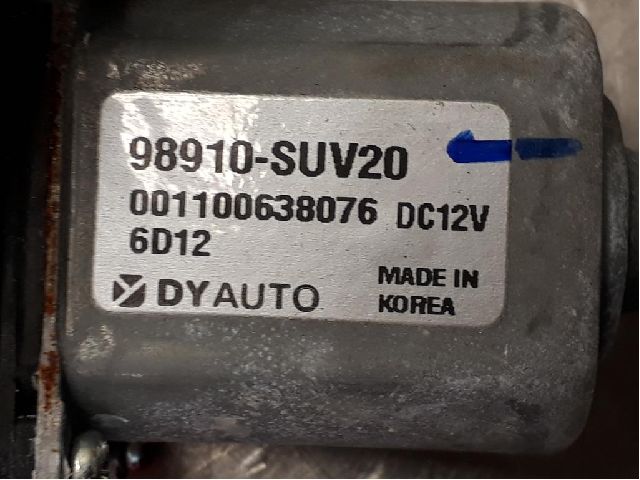 98910-SUV20
001100638076 DC12V
6D12
DYAUTO
MADE IN
KOREA